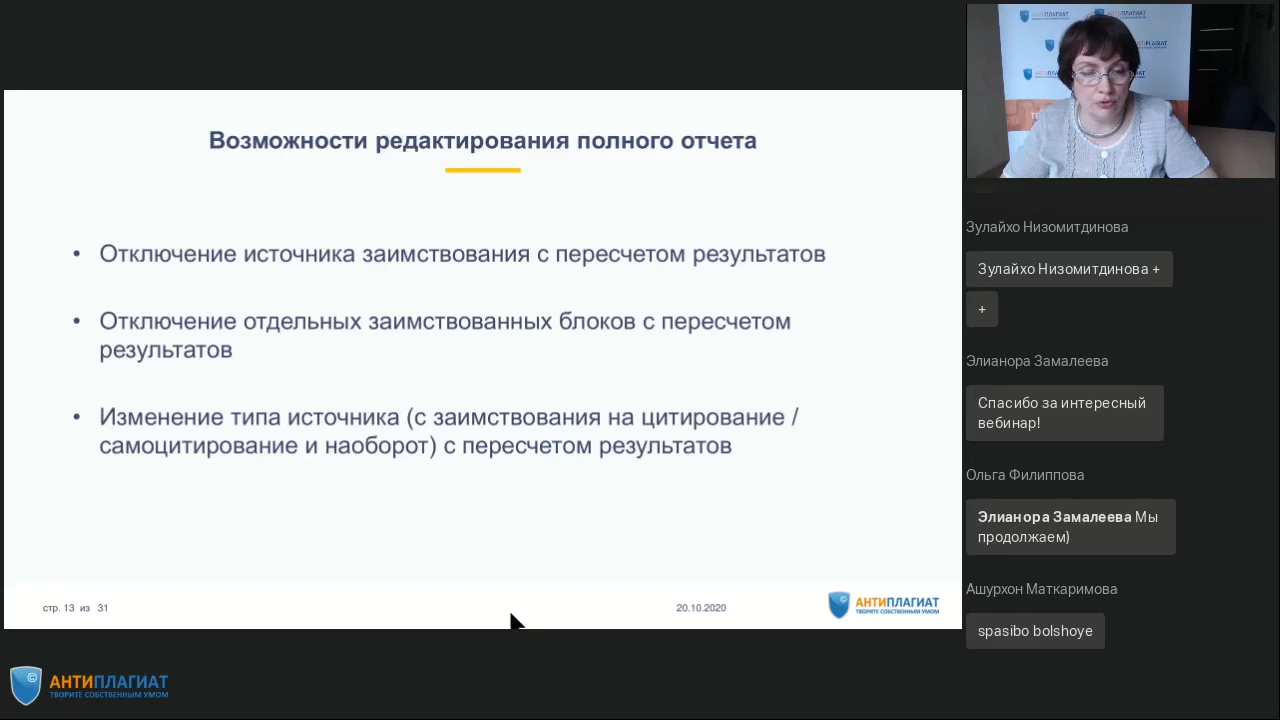 Возможности редактирования полного отчета
• Отключение источника заимствования с пересчетом результатов
• Отключение отдельных заимствованных блоков с пересчетом
результатов
• Изменение типа источника (с заимствования на цитирование /
самоцитирование и наоборот) с пересчетом результатов
стр. 13 из 31
20.10.2020
АНТИПЛАГИАТ
ТВОРИТЕ СОБСТВЕННЫМ УМОМ
©
АНТИПЛАГИАТ
ТВОРИТЕ СОБСТВЕННЫМ УМОМ
Зулайхо Низомитдинова
Зулайхо Низомитдинова +
+
Элианора Замалеева
Спасибо за интересный
вебинар!
Ольга Филиппова
Элианора Замалеева Мы
продолжаем)
Ашурхон Маткаримова
spasibo bolshoye